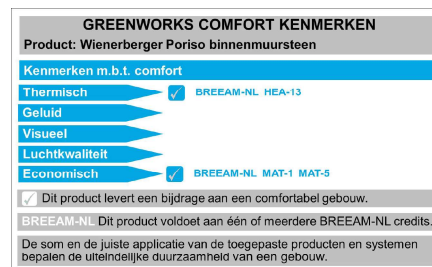 GREENWORKS COMFORT KENMERKEN
Product: Wienerberger Poriso binnenmuursteen
Kenmerken m.b.t. comfort
Thermisch BREEAM-NL HEA-13
Geluid
Visueel
Luchtkwaliteit
Economisch BREEAM-NL MAT-1 MAT-5
Dit product levert een bijdrage aan een comfortabel gebouw.
BREEAM-NL Dit product voldoet aan één of meerdere BREEAM-NL credits.
De som en de juiste applicatie van de toegepaste producten en systemen
bepalen de uiteindelijke duurzaamheid van een gebouw.